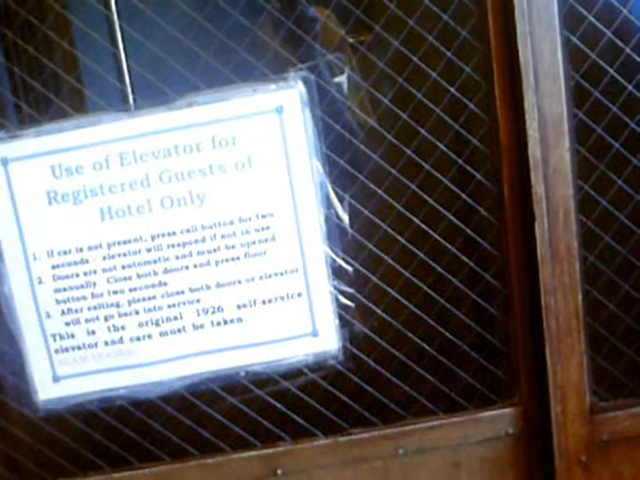 Use of Elevator for
Registered Guests of
Hotel Only
1. If car is not present, press call button for two
seconds - elevator will respond if not in use.
2. Doors are not automatic and must be opened
manually. Close both doors and press floor
button for two seconds.
3. After exiting, please close both doors or elevator
will not go back into service
This is the original 1926 self-service
elevator and care must be taken.